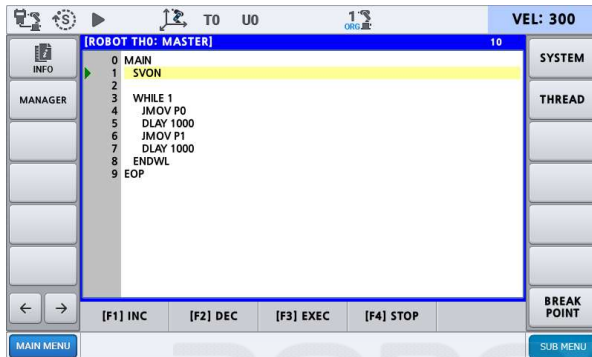 S T0 U0 1 ORG VEL: 300
INFO
MANAGER
[ROBOT TH0: MASTER] 10
0 MAIN
1 SVON
2
3 WHILE 1
4 JMOV P0
5 DLAY 1000
6 JMOV P1
7 DLAY 1000
8 ENDWL
9 EOP
SYSTEM
THREAD
BREAK
POINT
[F1] INC [F2] DEC [F3] EXEC [F4] STOP
MAIN MENU SUB MENU